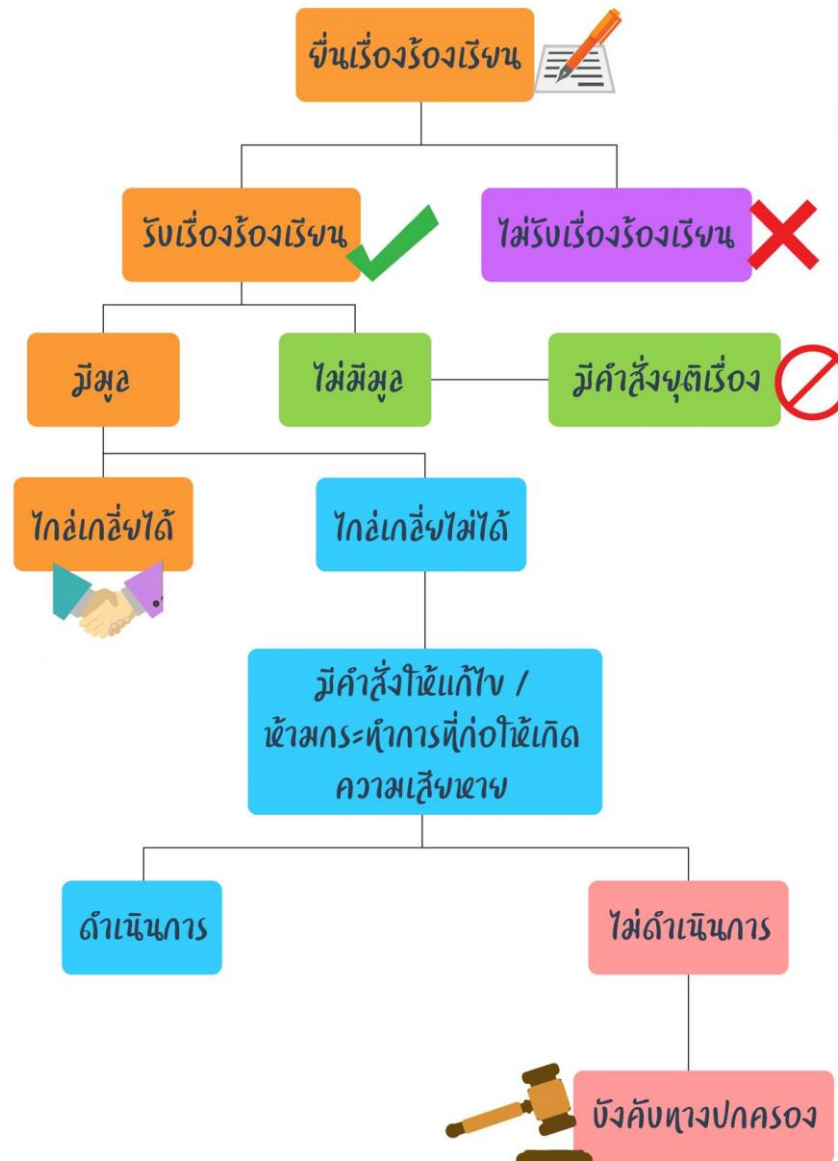 ยื่นเรื่องร้องเรียน
รับเรื่องร้องเรียน
ไม่รับเรื่องร้องเรียน
มีมูล
ไม่มีมูล
มีคำสั่งยุติเรื่อง
ไกล่เกลี่ยได้
ไกล่เกลี่ยไม่ได้
มีคำสั่งให้แก้ไข /
ห้ามกระทำการที่ก่อให้เกิด
ความเสียหาย
ดำเนินการ
ไม่ดำเนินการ
บังคับทางปกครอง